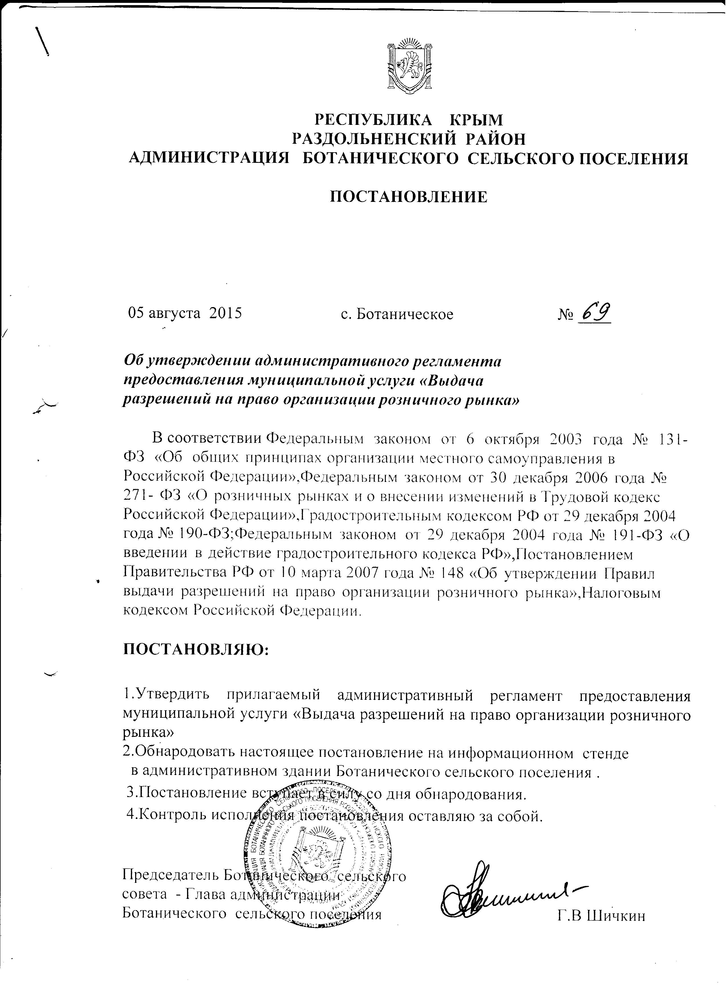 РЕСПУБЛИКА КРЫМ
РАЗДОЛЬНЕНСКИЙ РАЙОН
АДМИНИСТРАЦИЯ БОТАНИЧЕСКОГО СЕЛЬСКОГО ПОСЕЛЕНИЯ
ПОСТАНОВЛЕНИЕ
05 августа 2015 с. Ботаническое № 69
Об утверждении административного регламента
предоставления муниципальной услуги «Выдача
разрешений на право организации розничного рынка»
В соответствии Федеральным законом от 6 октября 2003 года № 131-
ФЗ «Об общих принципах организации местного самоуправления в
Российской Федерации»,Федеральным законом от 30 декабря 2006 года №
271- ФЗ «О розничных рынках и о внесении изменений в Трудовой кодекс
Российской Федерации»,Градостроительным кодексом РФ от 29 декабря 2004
года № 190-ФЗ;Федеральным законом от 29 декабря 2004 года № 191-ФЗ «О
введении в действие градостроительного кодекса РФ»,Постановлением
Правительства РФ от 10 марта 2007 года № 148 «Об утверждении Правил
выдачи разрешений на право организации розничного рынка»,Налоговым
кодексом Российской Федерации.
ПОСТАНОВЛЯЮ:
1.Утвердить прилагаемый административный регламент предоставления
муниципальной услуги «Выдача разрешений на право организации розничного
рынка»
2.Обнародовать настоящее постановление на информационном стенде
в административном здании Ботанического сельского поселения .
3.Постановление вступает в силу со дня обнародования.
4.Контроль исполнения постановления оставляю за собой.
Председатель Ботанического сельского
совета - Глава администрации
Ботанического сельского поселения Г.В Шичкин